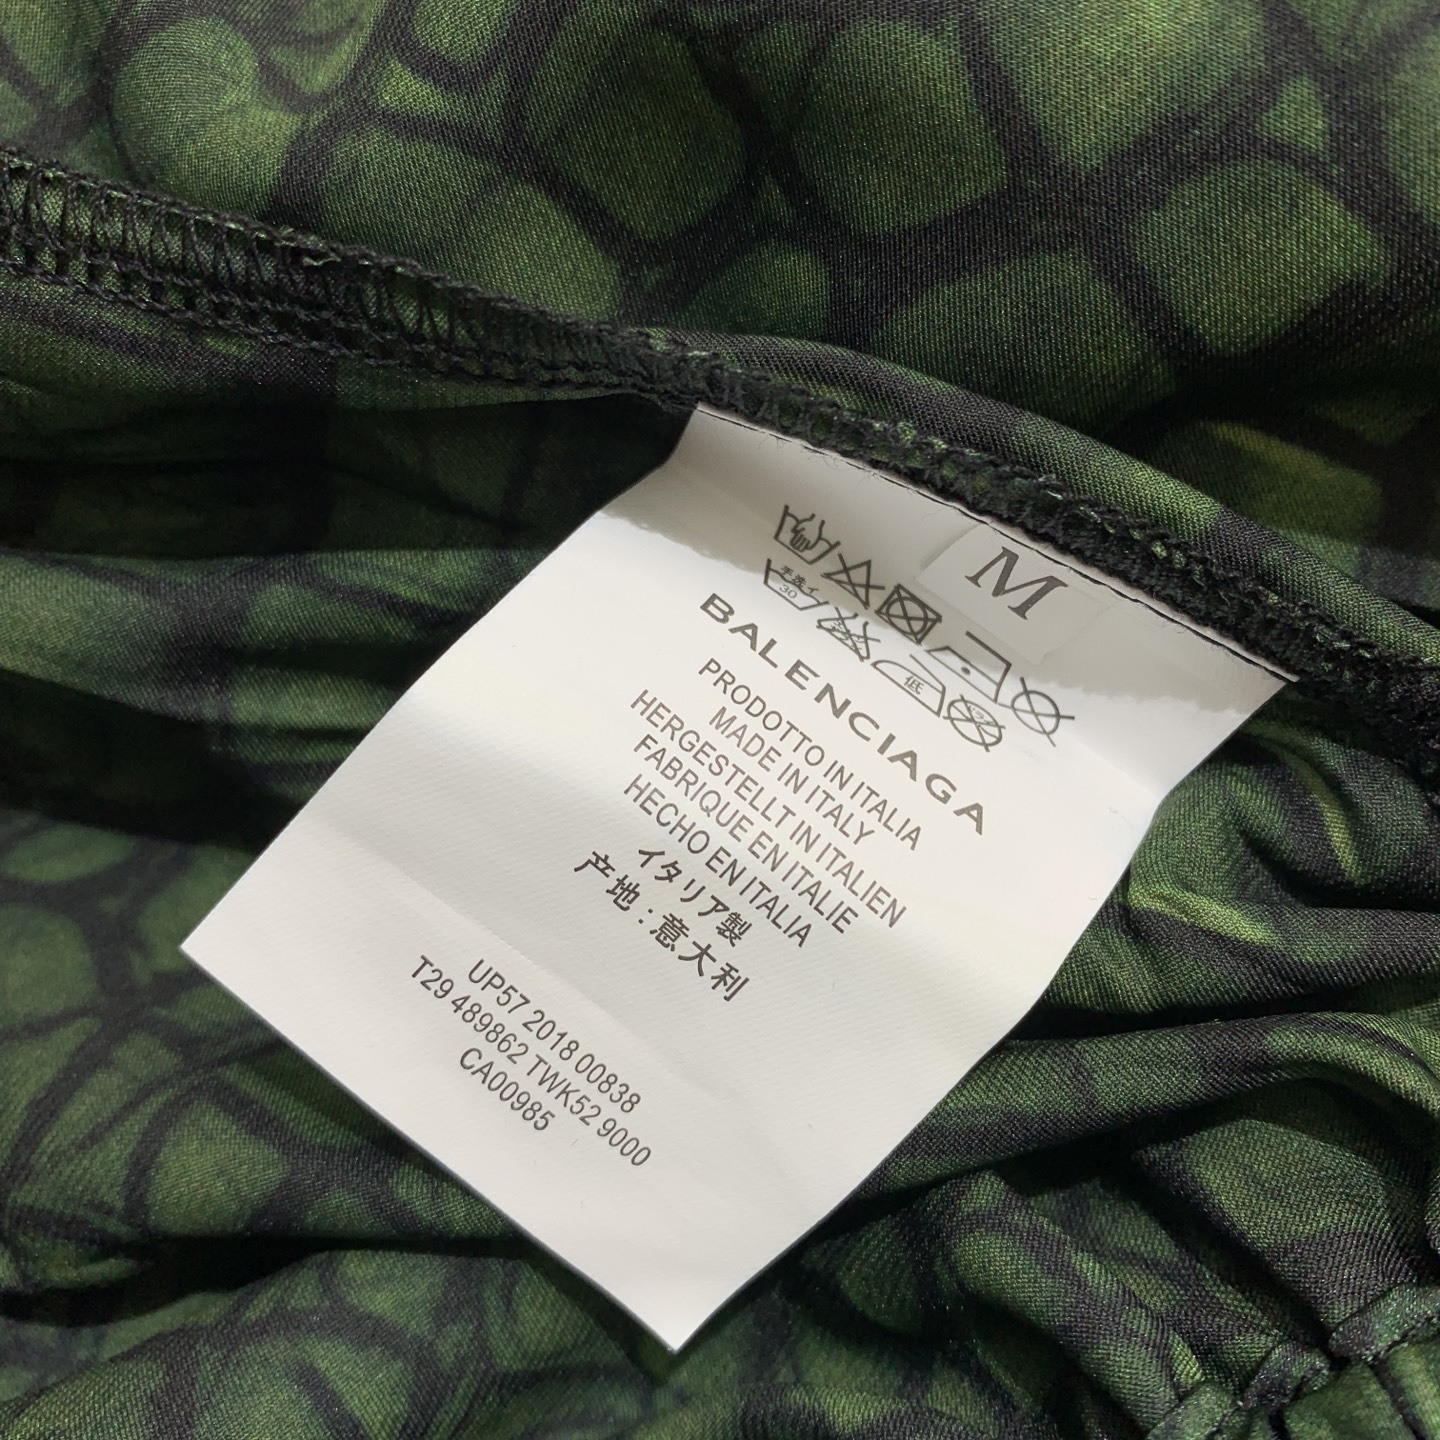 M
手洗イ
30
低
BALENCIAGA
PRODOTTO IN ITALIA
MADE IN ITALY
HERGESTELLT IN ITALIEN
FABRIQUE EN ITALIE
HECHO EN ITALIA
イタリア製
产地:意大利
UP57 2018 00838
T29 489862 TWK52 9000
CA00985